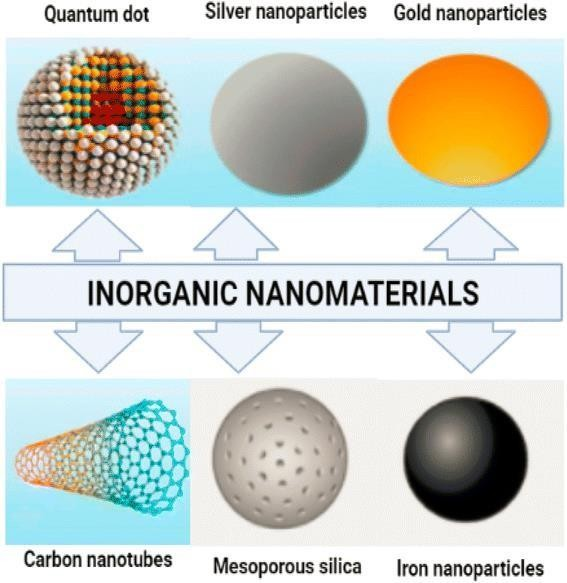 Quantum dot
Silver nanoparticles
Gold nanoparticles
INORGANIC NANOMATERIALS
Carbon nanotubes
Mesoporous silica
Iron nanoparticles